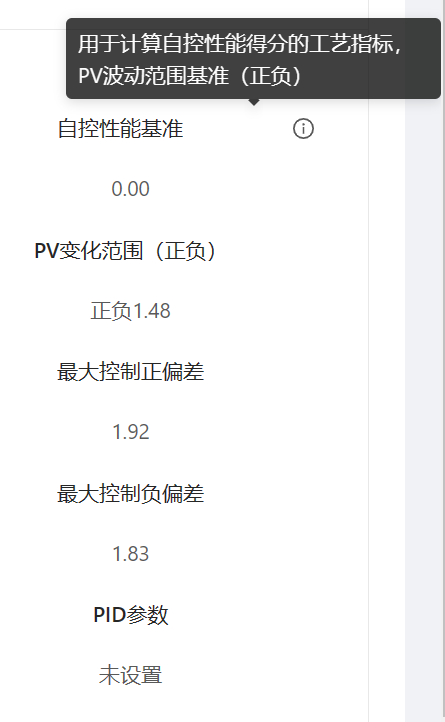 用于计算自控性能得分的工艺指标，
PV波动范围基准（正负）
自控性能基准
0.00
PV变化范围（正负）
正负1.48
最大控制正偏差
1.92
最大控制负偏差
1.83
PID参数
未设置